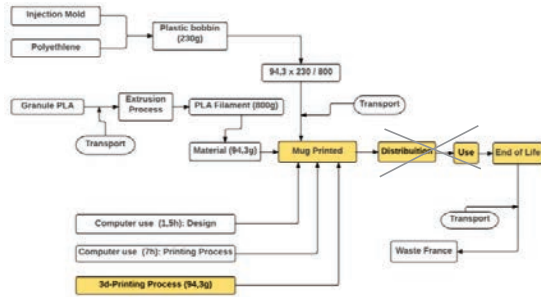 Injection Mold
Polyethlene
Plastic bobbin
(230g)
94,3 x 230 / 800
Granule PLA
Extrusion
Process
PLA Filament (800g)
Transport
Transport
Material (94,3g)
Mug Printed
Distribuition
Use
End of Life
Computer use (1,5h): Design
Computer use (7h): Printing Process
3d-Printing Process (94,3g)
Transport
Waste France